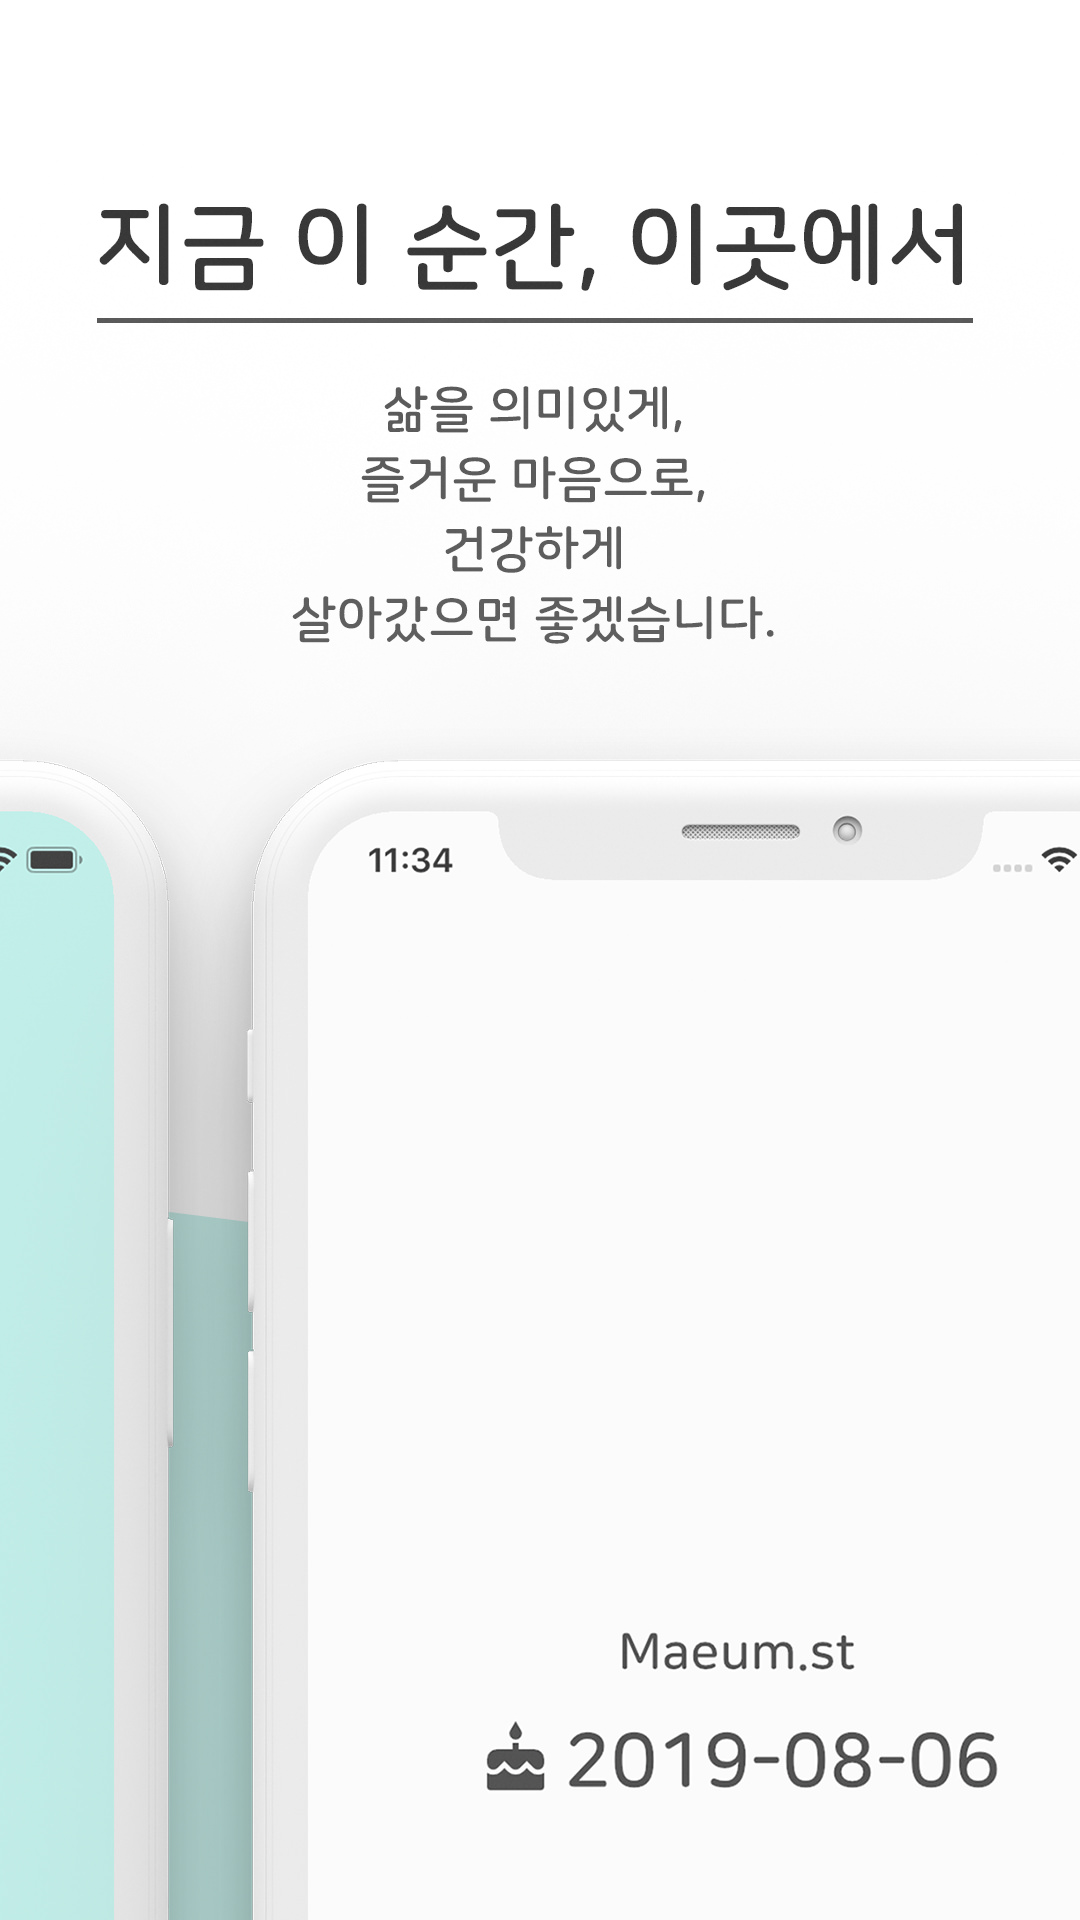 지금 이 순간, 이곳에서
삶을 의미있게,
즐거운 마음으로,
건강하게
살아갔으면 좋겠습니다.
11:34
Maeum.st
2019-08-06